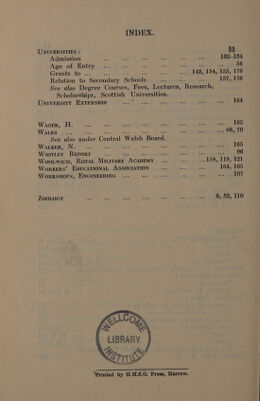 INDEX.
UNIVERSITIES: §§
Admission ... ... ... ... ... ... 132-134
Age of Entry ... ... ... ... ... ... 56
Grants to ... ... ... ... 142, 154, 155, 176
Relation to Secondary Schools ... ... ... 157, 176
See also Degree Courses, Fees, Lectures, Research,
Scholarships, Scottish Universities.
UNIVERSITY EXTENSION ... ... ... ... ... 164
WAGER, H. ... ... ... ... ... ... 165
WALES ... ... ... ... ... ... 68, 70
See also under Central Welsh Board.
WALKER, N. ... ... ... ... ... ... 165
WHITLEY REPORT ... ... ... ... ... 96
WOOLWICH, ROYAL MILITARY ACADEMY ... ... 118, 119, 121
WORKERS' EDUCATIONAL ASSOCIATION ... ... ... 164, 165
WORKSHOPS, ENGINEERING ... ... ... ... 107
ZOOLOGY ... ... ... ... ... ... 8, 52, 110
WELLCOME
LIBRARY
INSTITUTE
Printed by H.M.S.O. Press, Harrow.